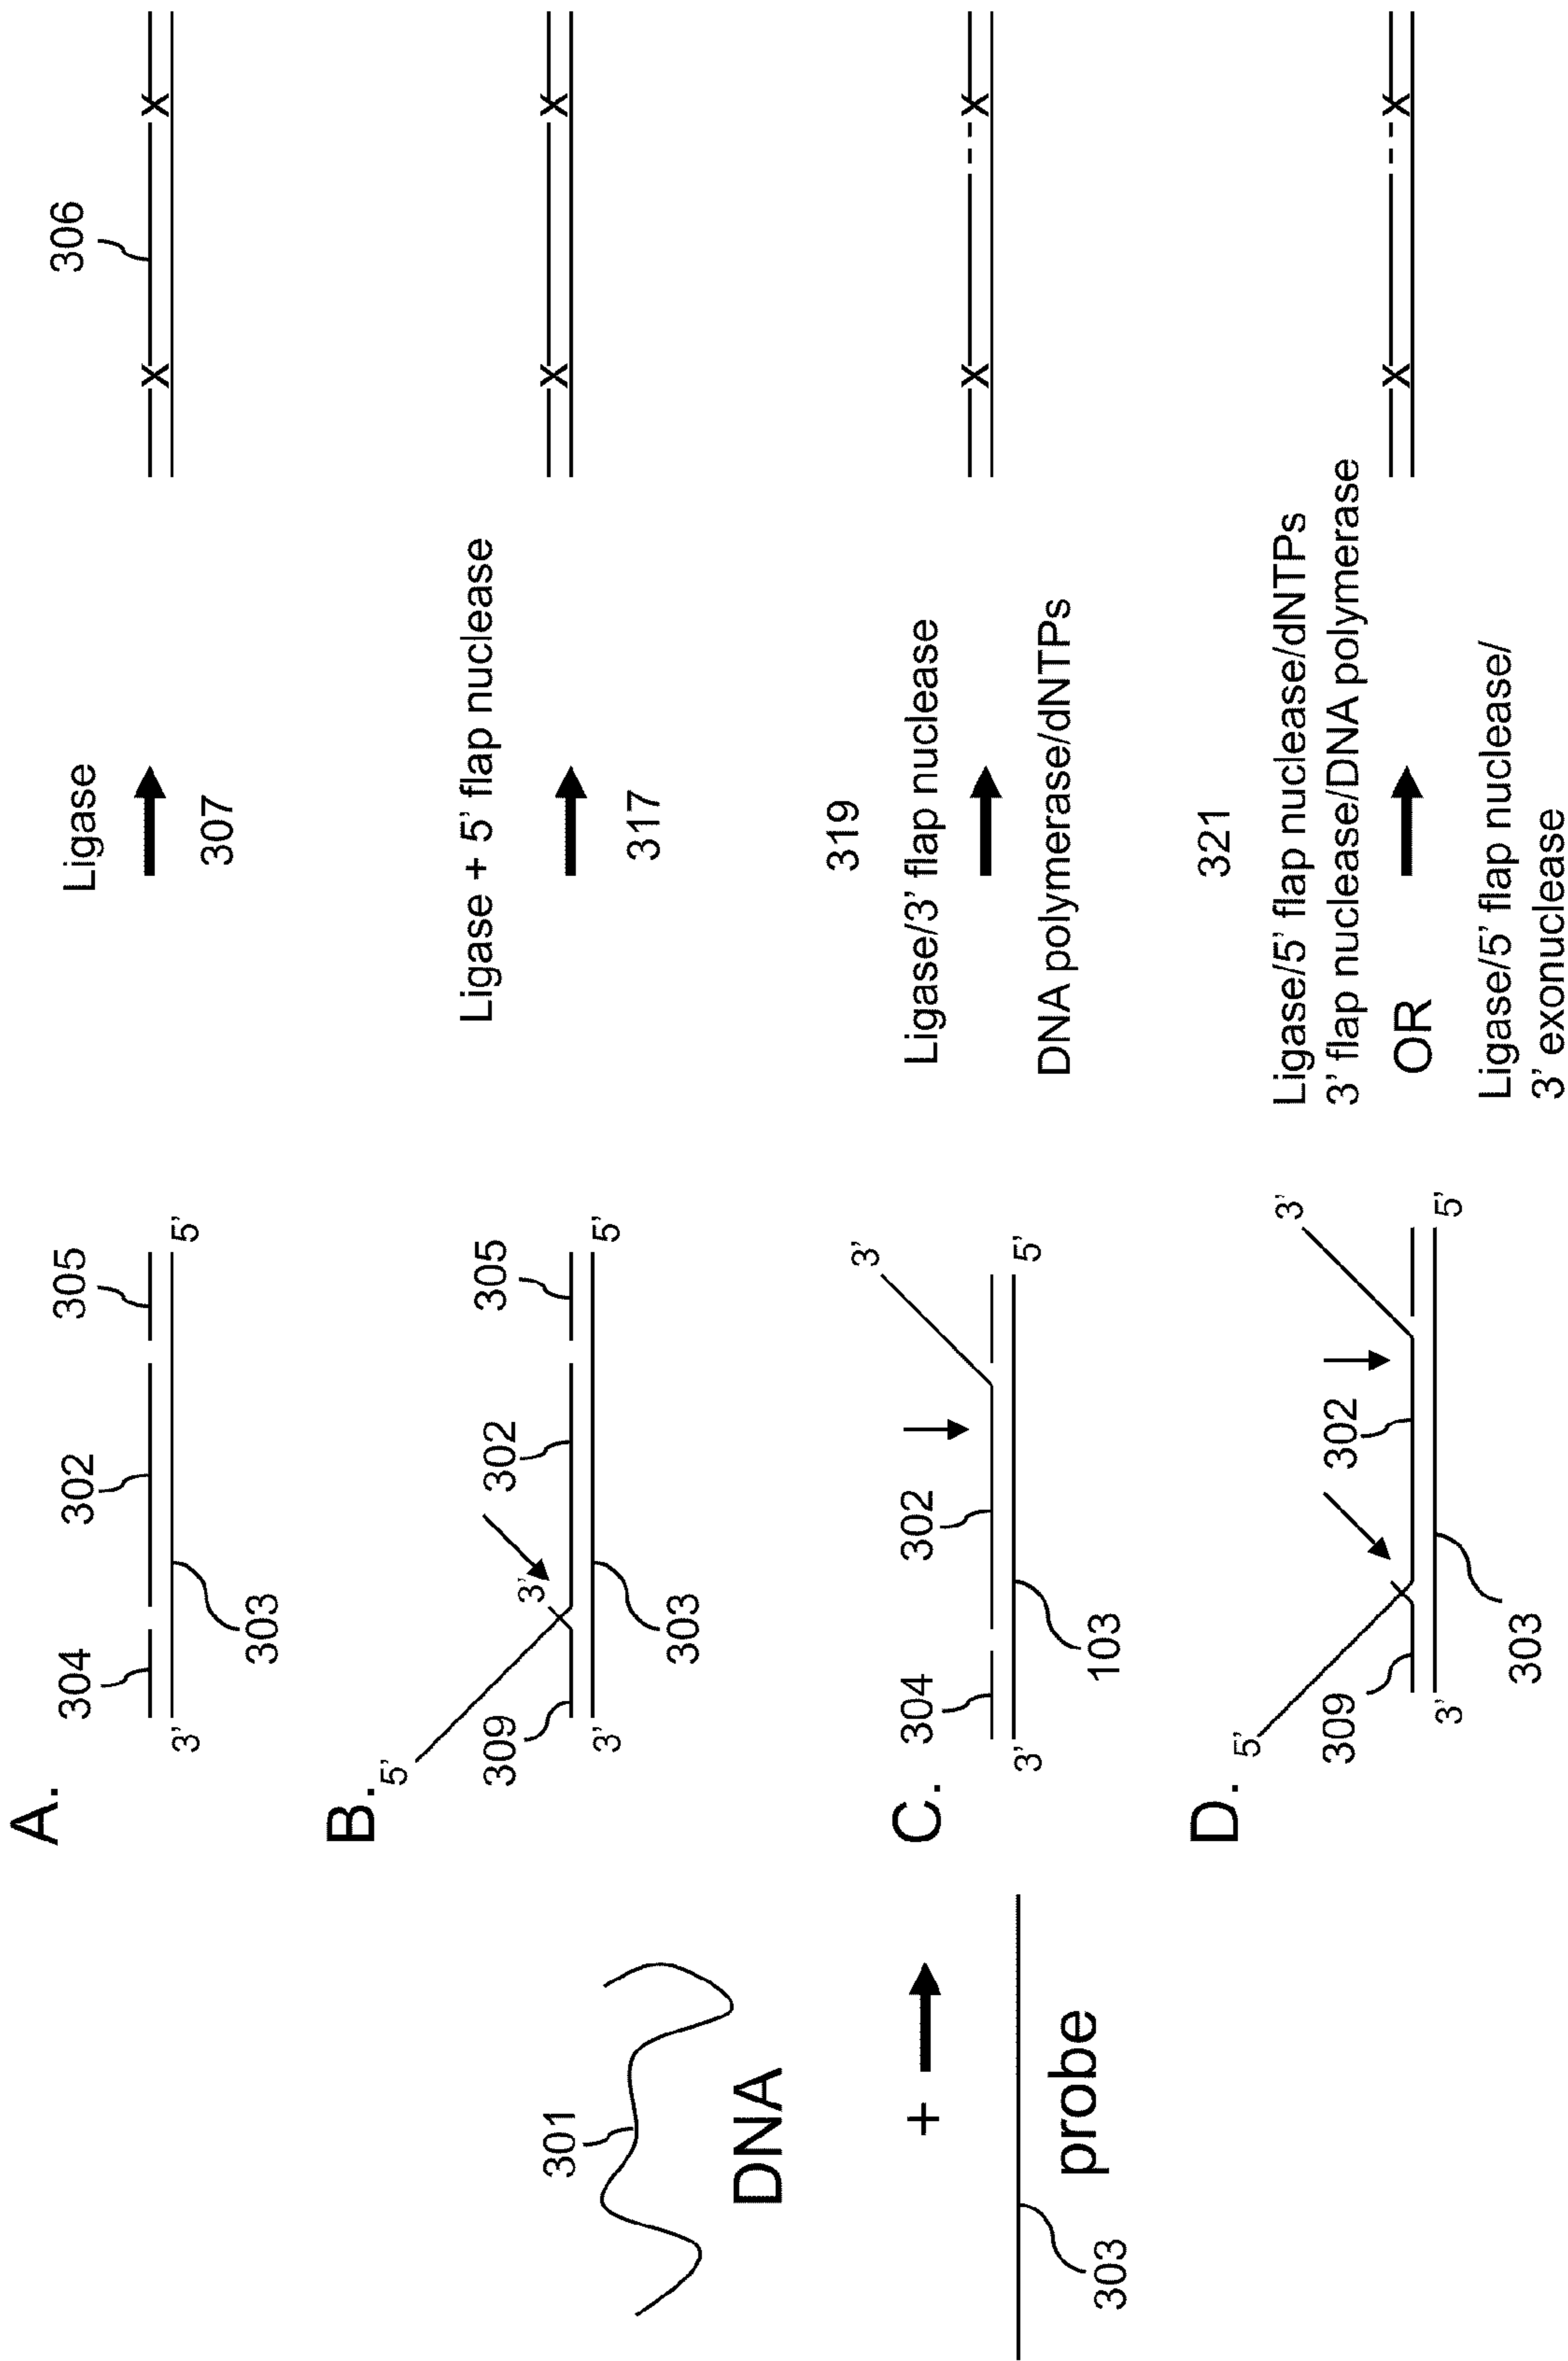 301
DNA
+
probe
303
A.
304
302
305
3'
5'
303
Ligase
307
306
X
X
B.
5'
3'
309
302
305
3'
5'
303
Ligase + 5' flap nuclease
317
X
X
C.
304
302
3'
3'
5'
103
319
Ligase/3' flap nuclease
DNA polymerase/dNTPs
X
X
D.
5'
309
302
3'
3'
5'
303
321
Ligase/5' flap nuclease/dNTPs
3' flap nuclease/DNA polymerase
OR
Ligase/5' flap nuclease/
3' exonuclease
X
X